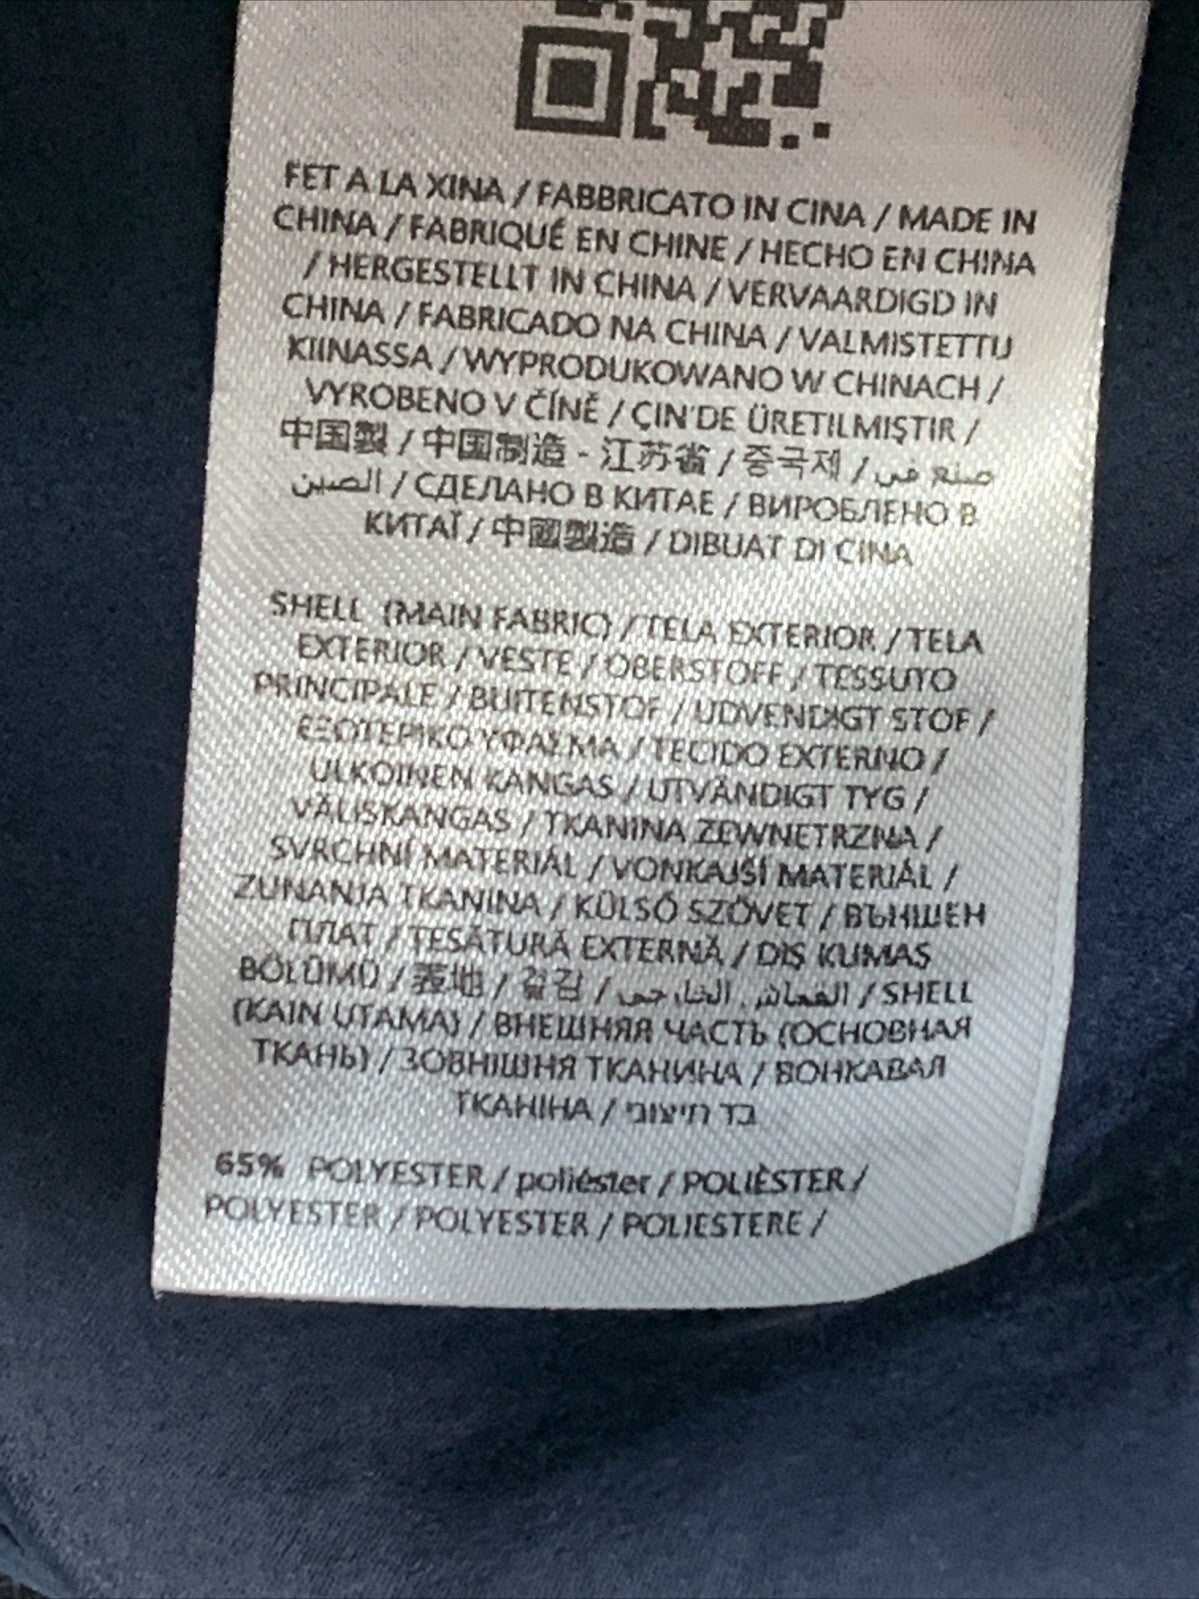 FET A LA XINA / FABBRICATO IN CINA / MADE IN
CHINA / FABRIQUÉ EN CHINE / HECHO EN CHINA
/ HERGESTELLT IN CHINA / VERVAARDIGD IN
CHINA / FABRICADO NA CHINA / VALMISTETTU
KIINASSA / WYPRODUKOWANO W CHINACH /
VYROBENO V ČÍNĚ / ÇIN'DE ÜRETILMIŞTIR /
中国製 / 中国制造 - 江苏省 / 중국제 / صنع في
الصين / СДЕЛАНО В КИТАЕ / ВИРОБЛЕНО В
КИТАЇ / 中國製造 / DIBUAT DI CINA
SHELL (MAIN FABRIC) / TELA EXTERIOR / TELA
EXTERIOR / VESTE / OBERSTOFF / TESSUTO
PRINCIPALE / BUITENSTOF / UDVENDIGT STOF /
ΕΞΩΤΕΡΙΚΟ ΥΦΑΣΜΑ / TECIDO EXTERNO /
ULKOINEN KANGAS / UTVÄNDIGT TYG /
VÄLISKANGAS / TKANINA ZEWNETRZNA /
SVRCHNÍ MATERIÁL / VONKAJŠÍ MATERIÁL /
ZUNANJA TKANINA / KÜLSŐ SZÖVET / ВЪНШЕН
ПЛАТ / TESĂTURĂ EXTERNĂ / DIŞ KUMAŞ
BÖLÜMÜ / 表地 / 겉감 / القماش الخارجي / SHELL
(KAIN UTAMA) / ВНЕШНЯЯ ЧАСТЬ (ОСНОВНАЯ
ТКАНЬ) / ЗОВНІШНЯ ТКАНИНА / ВОНКАВАЯ
ТКАНІНА / בד חיצוני
65% POLYESTER / poliéster / POLIÈSTER /
POLYESTER / POLYESTER / POLIESTERE /